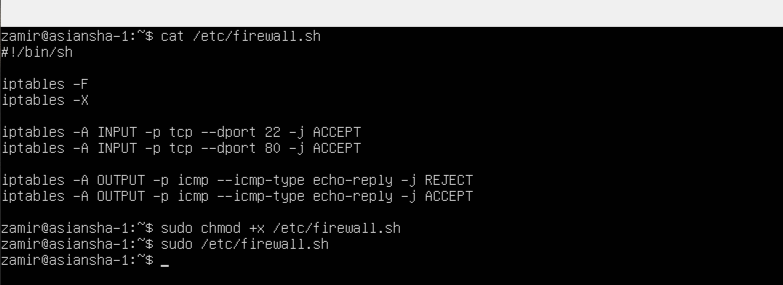 zamir@asiansha-1:~$ cat /etc/firewall.sh
#!/bin/sh
iptables -F
iptables -X
iptables -A INPUT -p tcp --dport 22 -j ACCEPT
iptables -A INPUT -p tcp --dport 80 -j ACCEPT
iptables -A OUTPUT -p icmp --icmp-type echo-reply -j REJECT
iptables -A OUTPUT -p icmp --icmp-type echo-reply -j ACCEPT
zamir@asiansha-1:~$ sudo chmod +x /etc/firewall.sh
zamir@asiansha-1:~$ sudo /etc/firewall.sh
zamir@asiansha-1:~$ _